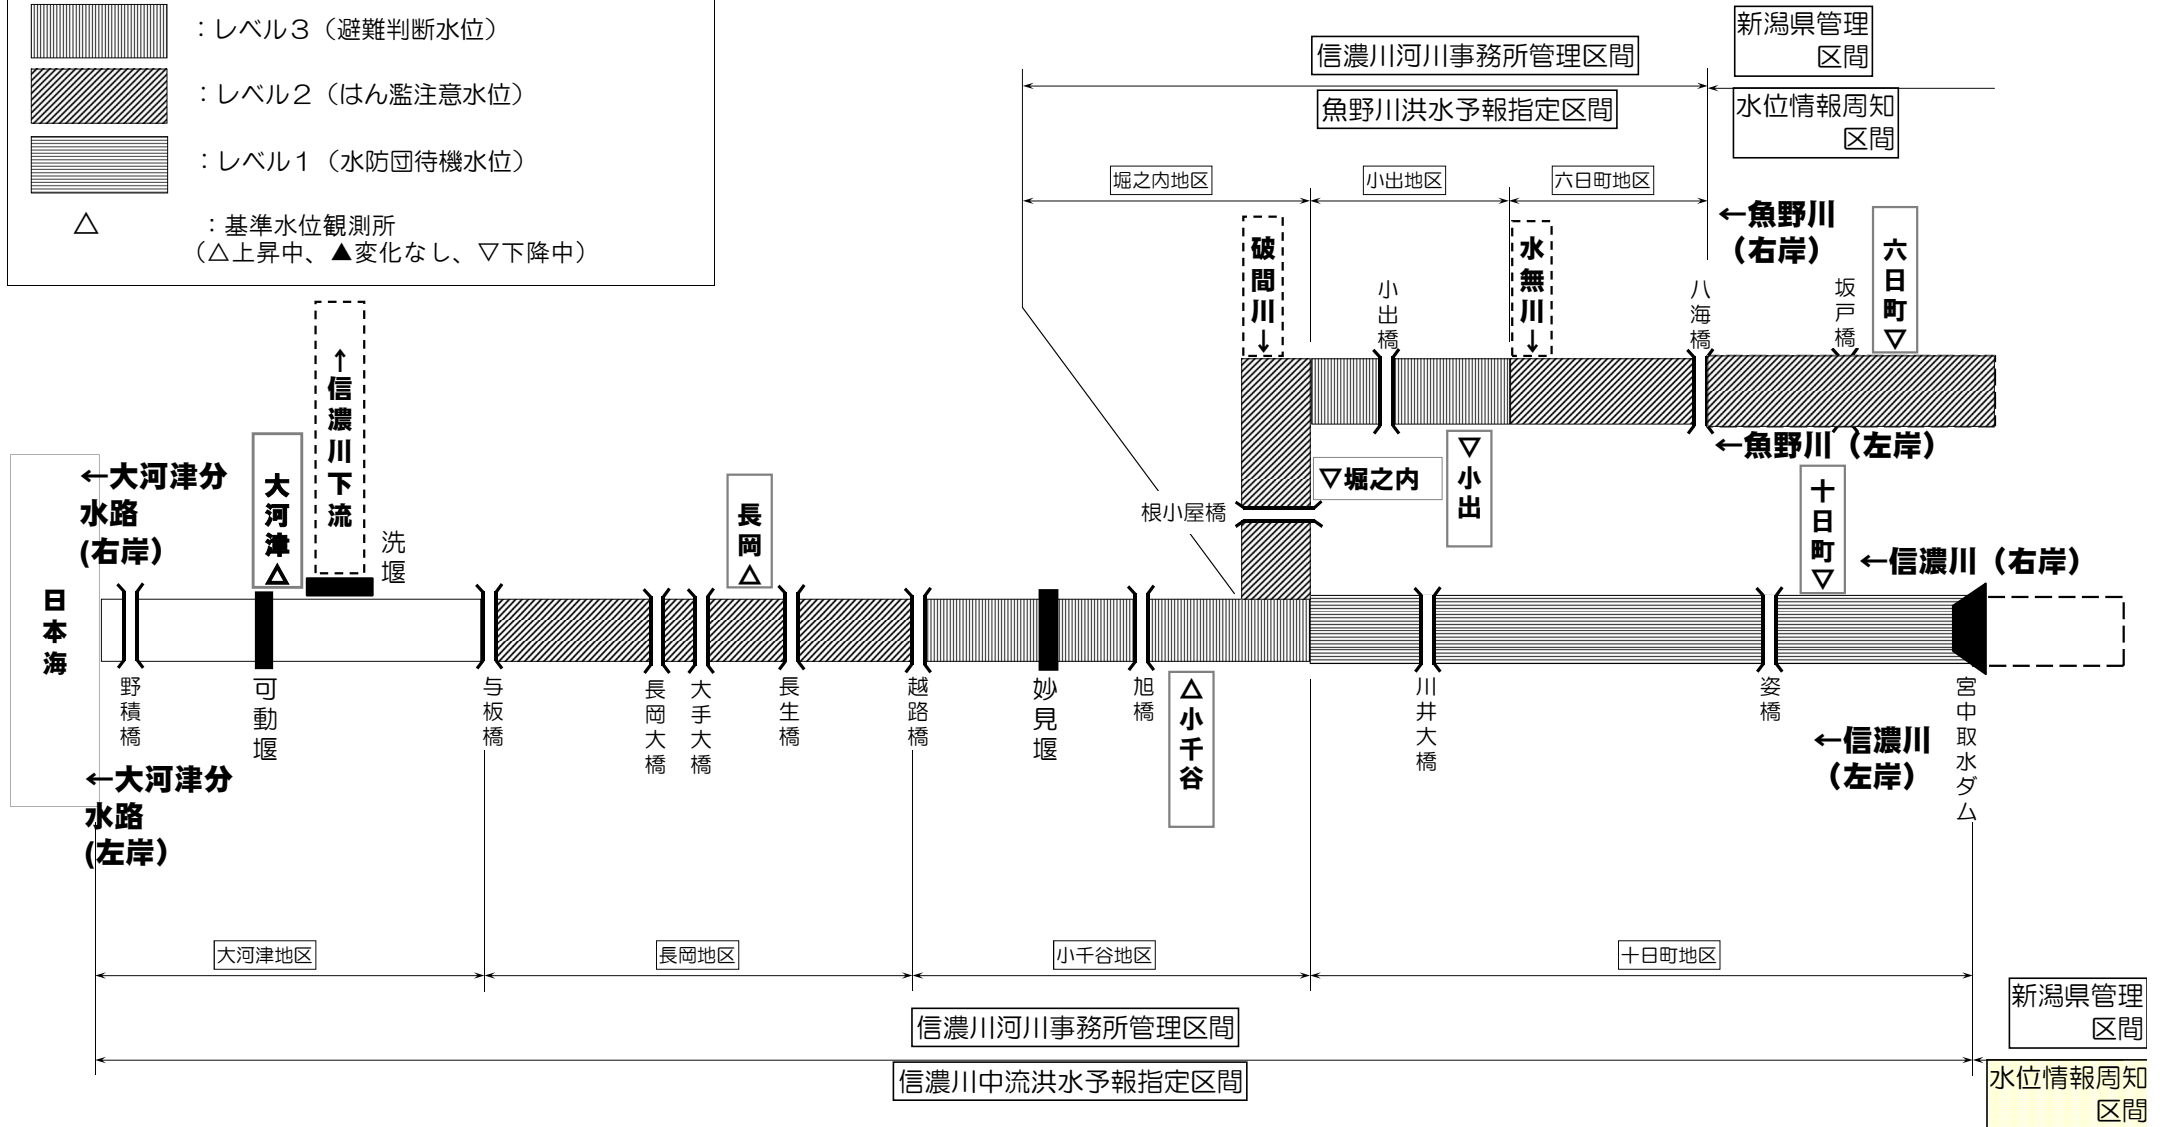 ：レベル３（避難判断水位）
：レベル２（はん濫注意水位）
：レベル１（水防団待機水位）
△ ：基準水位観測所
（△上昇中、▲変化なし、▽下降中）
信濃川河川事務所管理区間
魚野川洪水予報指定区間
新潟県管理
区間
水位情報周知
区間
堀之内地区
小出地区
六日町地区
破間川↓
水無川↓
←魚野川
（右岸）
六日町▽
小出橋
八海橋
坂戸橋
←魚野川（左岸）
▽堀之内
▽小出
根小屋橋
十日町▽
←信濃川（右岸）
←信濃川下流
洗堰
大河津△
長岡△
←大河津分
水路
(右岸）
日本海
野積橋
可動堰
与板橋
長岡大橋
大手大橋
長生橋
越路橋
妙見堰
旭橋
△小千谷
川井大橋
姿橋
宮中取水ダム
←信濃川
（左岸）
←大河津分
水路
(左岸）
大河津地区
長岡地区
小千谷地区
十日町地区
信濃川河川事務所管理区間
信濃川中流洪水予報指定区間
新潟県管理
区間
水位情報周知
区間